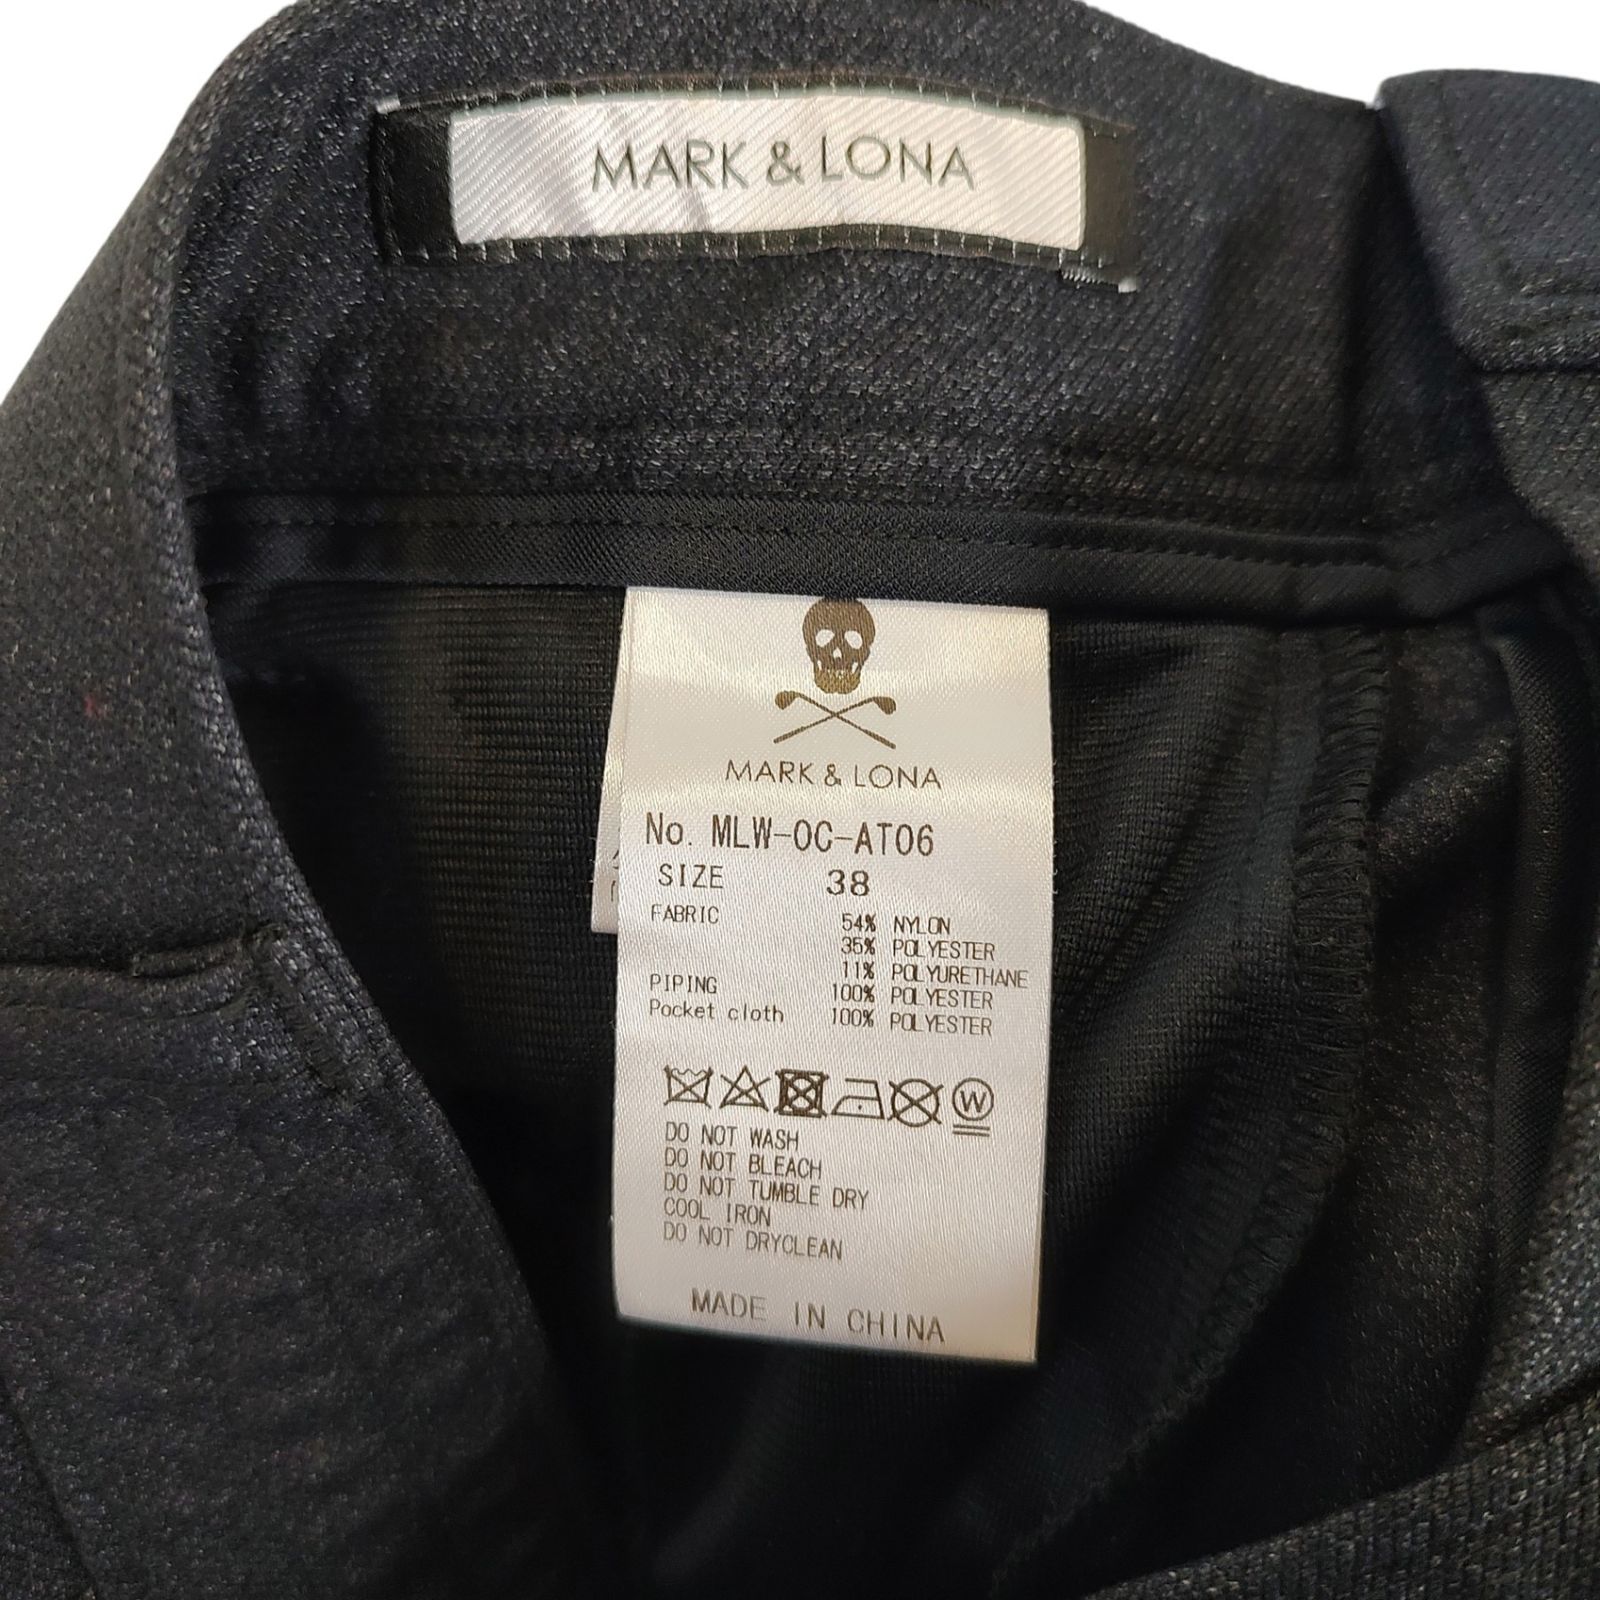 MARK & LONA
MARK & LONA
No. MLW-OC-AT06
SIZE 38
FABRIC 54% NYLON
35% POLYESTER
11% POLYURETHANE
PIPING 100% POLYESTER
Pocket cloth 100% POLYESTER
W
DO NOT WASH
DO NOT BLEACH
DO NOT TUMBLE DRY
COOL IRON
DO NOT DRYCLEAN
MADE IN CHINA